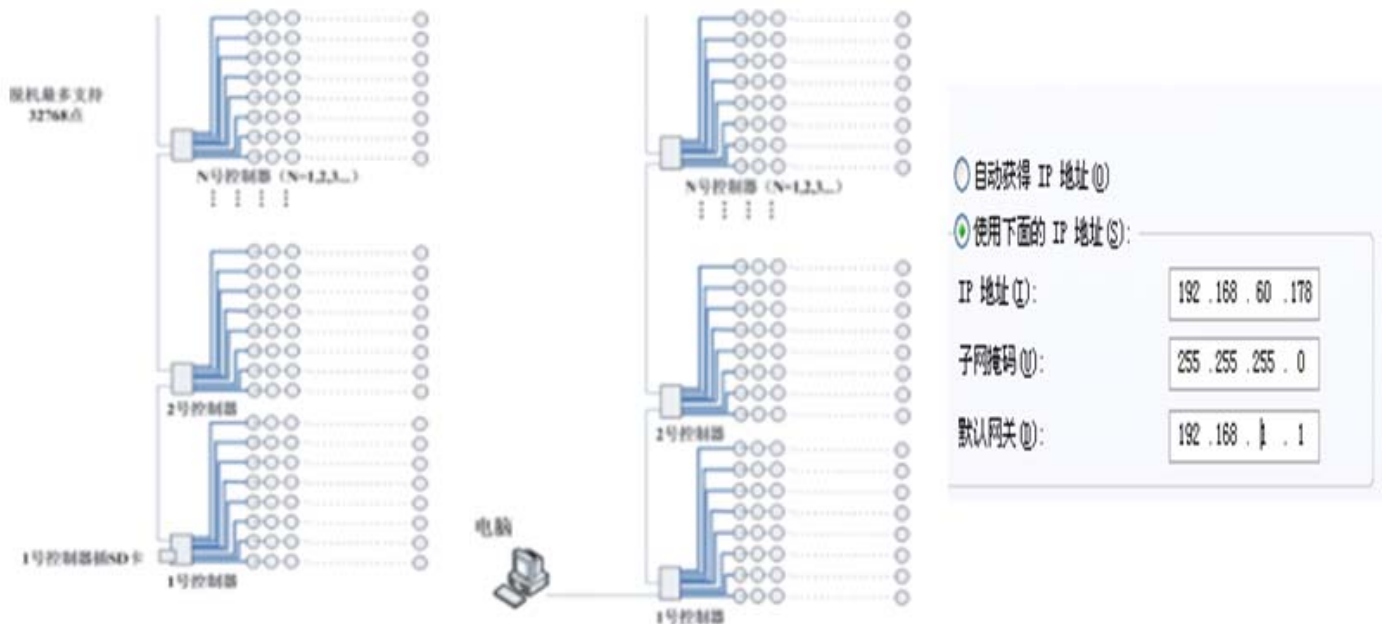 脱机最多支持
32768点
N号控制器(N=1,2,3...)
2号控制器
1号控制器插SD卡
1号控制器
N号控制器(N=1,2,3...)
2号控制器
电脑
1号控制器
自动获得 IP 地址(O)
使用下面的 IP 地址(S):
IP 地址(I):
192 .168 . 60 .178
子网掩码(U):
255 .255 .255 . 0
默认网关(D):
192 .168 . 1 . 1